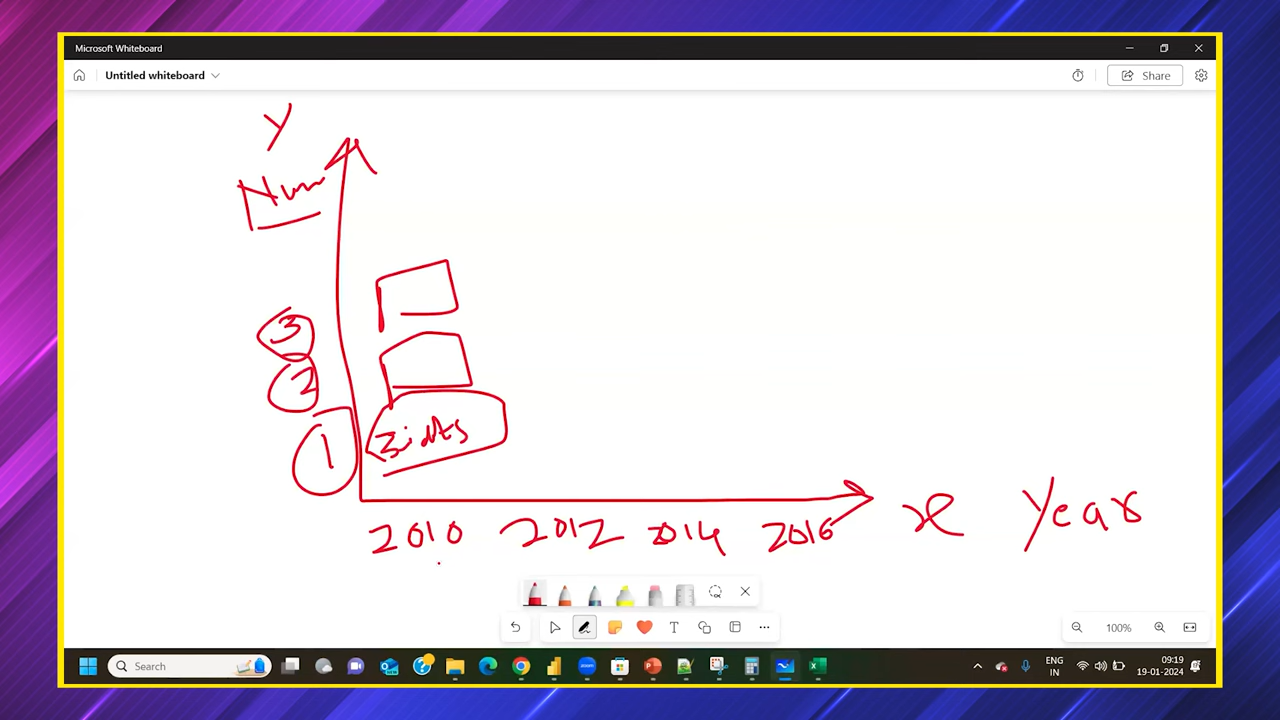 Microsoft Whiteboard
Untitled whiteboard
Share
Y
Num
3
2
1
2010 2012 2014 2016 x Year
100%
Search
ENG
IN
09:19
19-01-2024